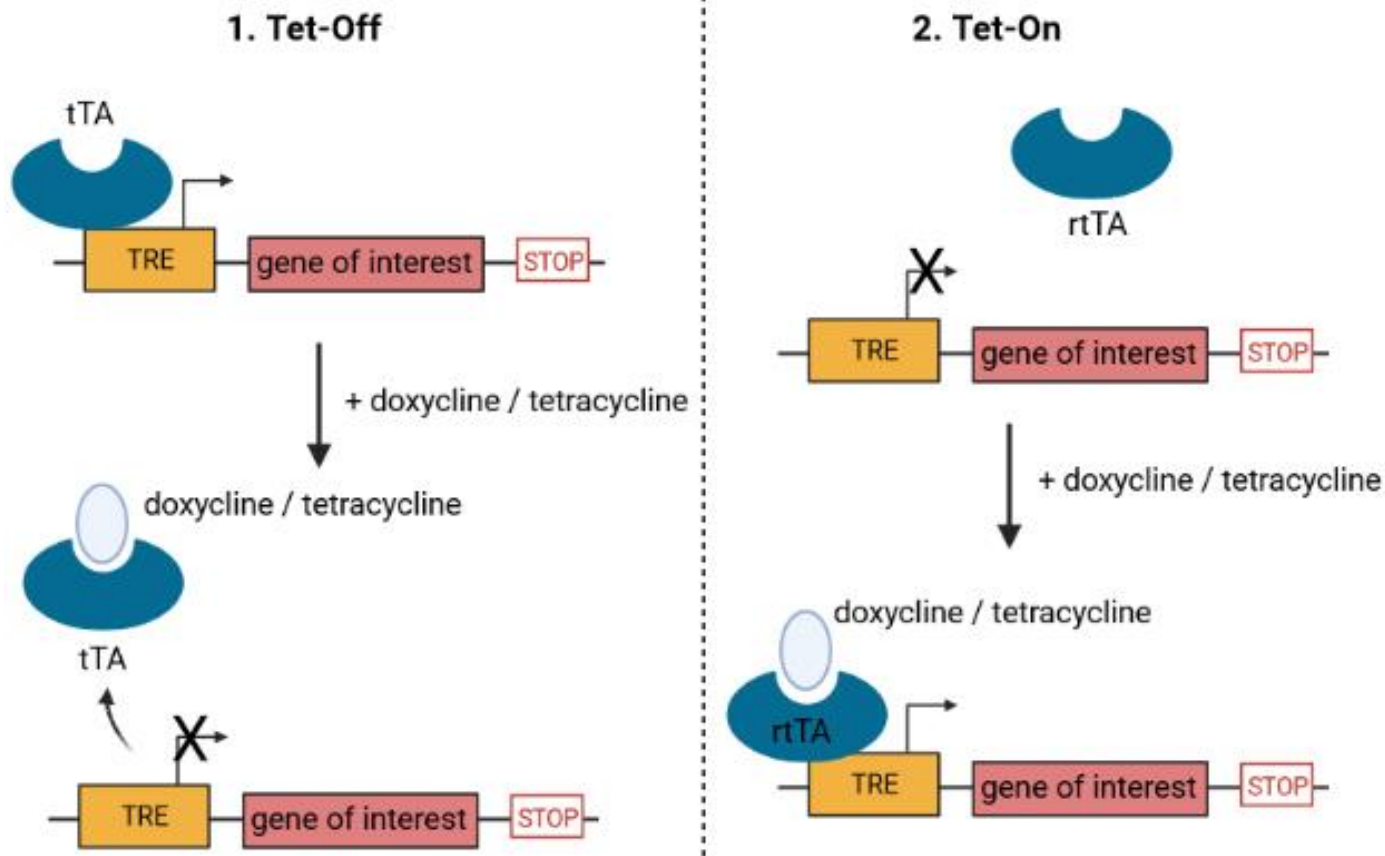 1. Tet-Off
tTA
TRE
gene of interest
STOP
+ doxycline / tetracycline
doxycline / tetracycline
tTA
X
TRE
gene of interest
STOP
2. Tet-On
rtTA
X
TRE
gene of interest
STOP
+ doxycline / tetracycline
doxycline / tetracycline
rtTA
TRE
gene of interest
STOP